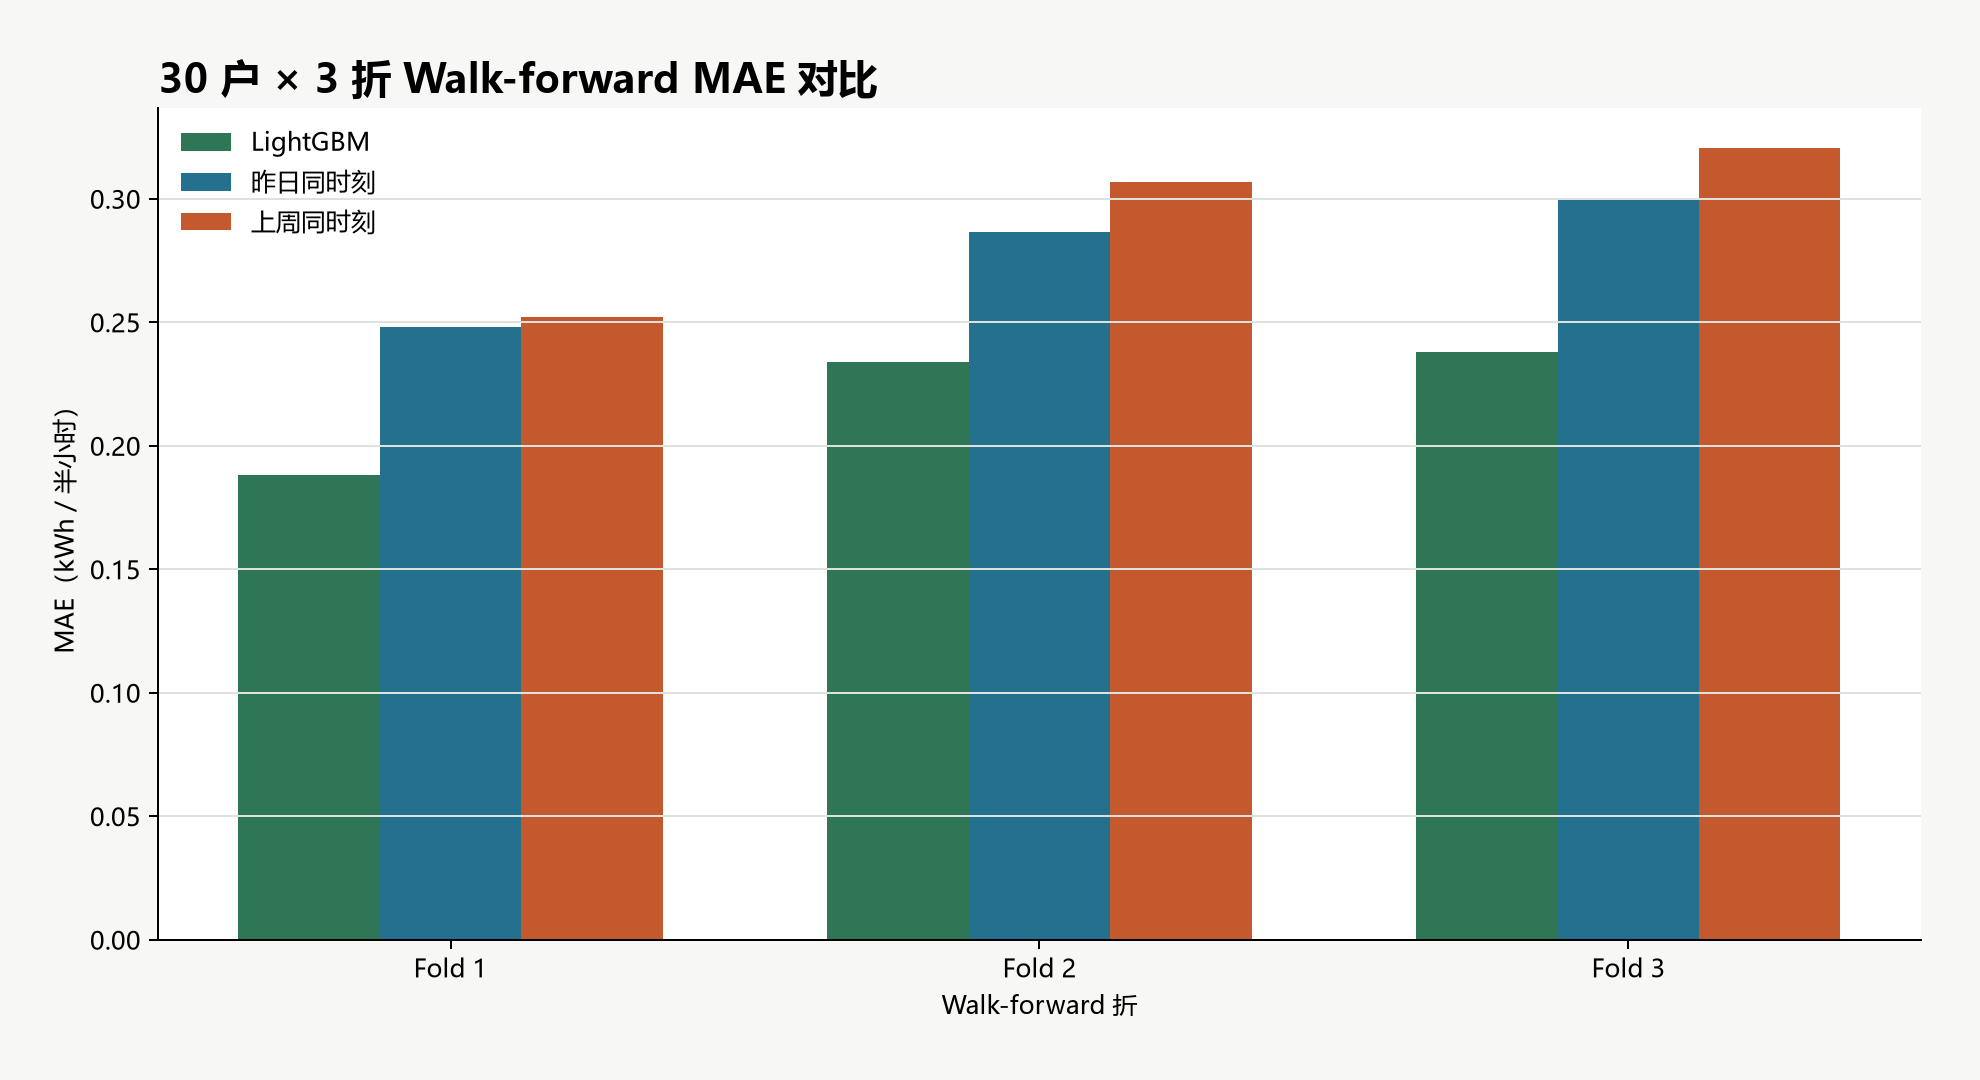 30 户 × 3 折 Walk-forward MAE 对比
LightGBM
昨日同时刻
上周同时刻
MAE（kWh / 半小时）
0.30
0.25
0.20
0.15
0.10
0.05
0.00
Fold 1
Fold 2
Fold 3
Walk-forward 折